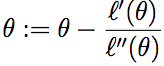 θ := θ − ℓ′(θ) / ℓ″(θ)